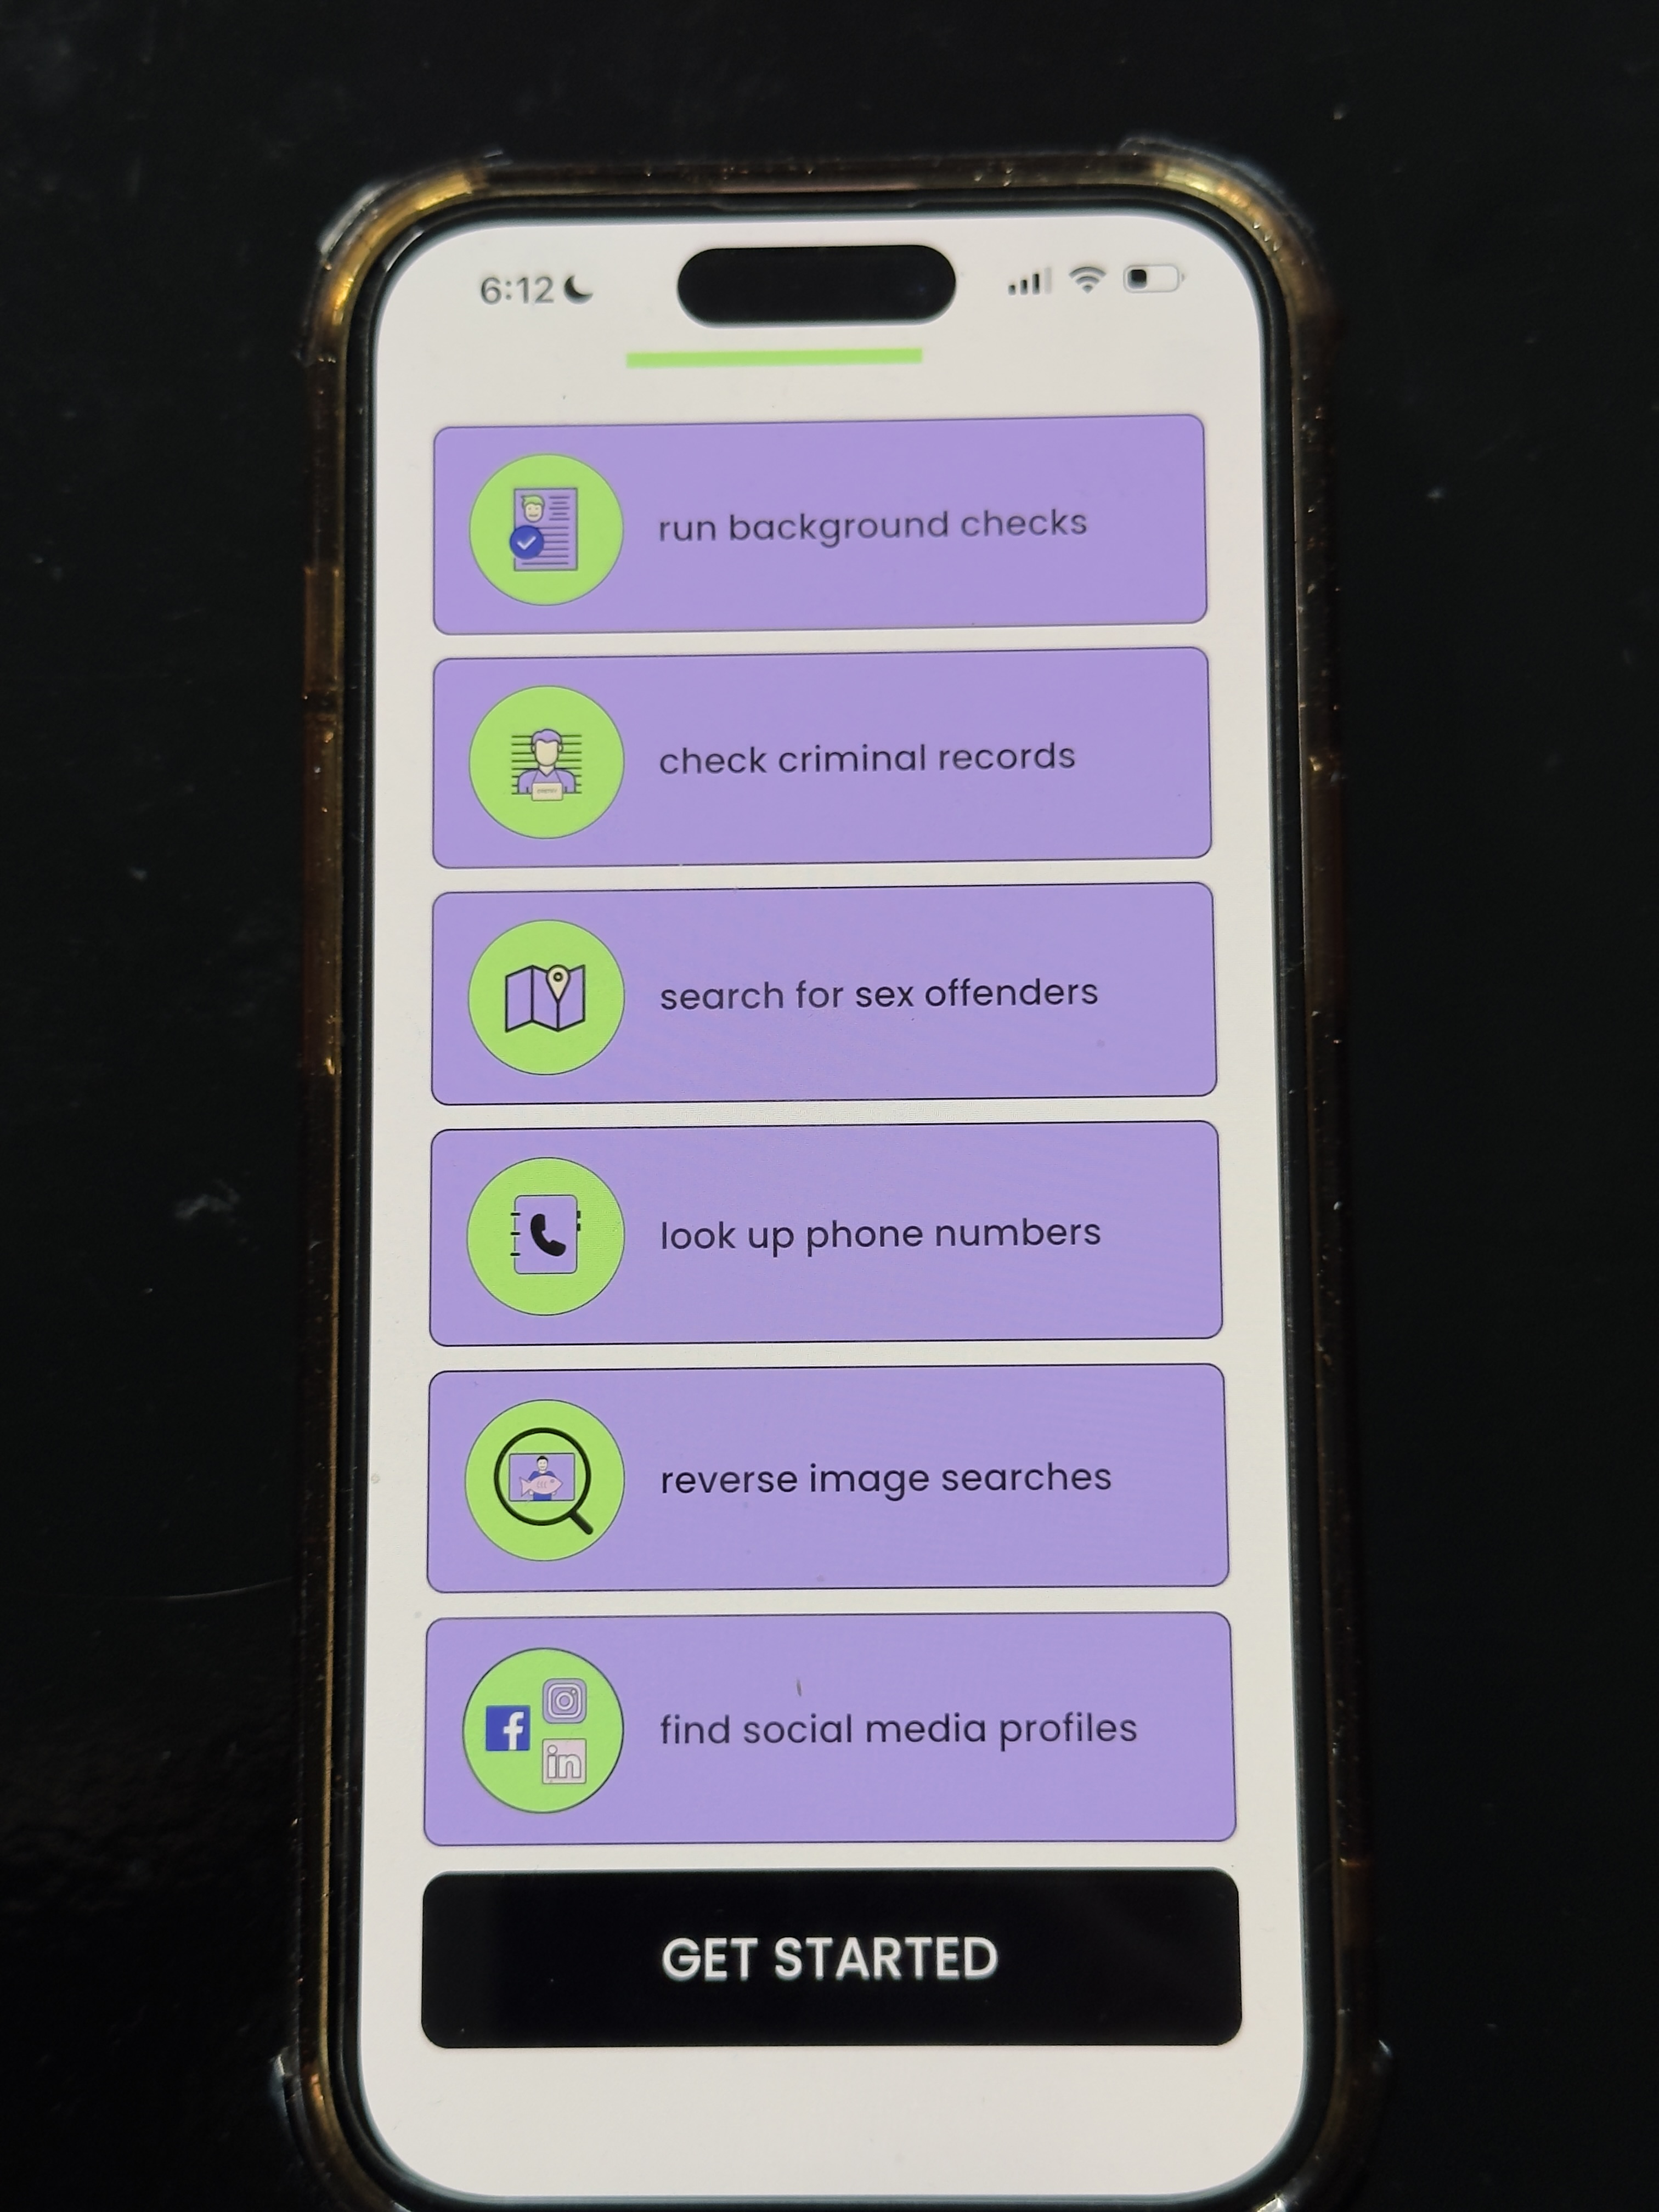 6:12
run background checks
check criminal records
search for sex offenders
look up phone numbers
reverse image searches
f
in
find social media profiles
GET STARTED